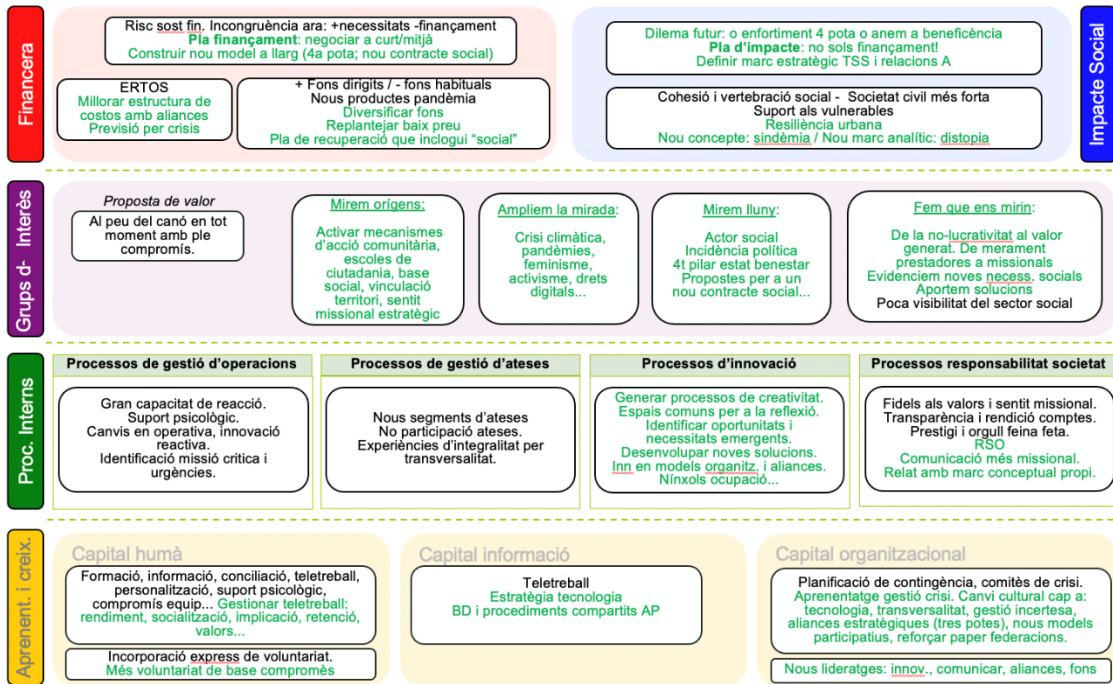 Financera
Risc sost fin. Incongruència ara: +necessitats -finançament
Pla finançament: negociar a curt/mitjà
Construir nou model a llarg (4a pota; nou contracte social)
ERTOS
Millorar estructura de
costos amb aliances
Previsió per crisis
+ Fons dirigits / - fons habituals
Nous productes pandèmia
Diversificar fons
Replantejar baix preu
Pla de recuperació que inclogui “social”
Dilema futur: o enfortiment 4 pota o anem a beneficència
Pla d’impacte: no sols finançament!
Definir marc estratègic TSS i relacions A
Cohesió i vertebració social - Societat civil més forta
Suport als vulnerables
Resiliència urbana
Nou concepte: sindèmia / Nou marc analític: distopia
Impacte Social
Grups d- Interès
Proposta de valor
Al peu del canó en tot
moment amb ple
compromís.
Mirem orígens:
Activar mecanismes
d’acció comunitària,
escoles de
ciutadania, base
social, vinculació
territori, sentit
missional estratègic
Ampliem la mirada:
Crisi climàtica,
pandèmies,
feminisme,
activisme, drets
digitals...
Mirem lluny:
Actor social
Incidència política
4t pilar estat benestar
Propostes per a un
nou contracte social...
Fem que ens mirin:
De la no-lucrativitat al valor
generat. De merament
prestadores a missionals
Evidenciem noves necess. socials
Aportem solucions
Poca visibilitat del sector social
Proc. Interns
Processos de gestió d’operacions
Gran capacitat de reacció.
Suport psicològic.
Canvis en operativa, innovació
reactiva.
Identificació missió critica i
urgències.
Processos de gestió d’ateses
Nous segments d’ateses
No participació ateses.
Experiències d’integralitat per
transversalitat.
Processos d’innovació
Generar processos de creativitat.
Espais comuns per a la reflexió.
Identificar oportunitats i
necessitats emergents.
Desenvolupar noves solucions.
Inn en models organitz. i aliances.
Nínxols ocupació...
Processos responsabilitat societat
Fidels als valors i sentit missional.
Transparència i rendició comptes.
Prestigi i orgull feina feta.
RSO
Comunicació més missional.
Relat amb marc conceptual propi.
Aprenent. i creix.
Capital humà
Formació, informació, conciliació, teletreball,
personalització, suport psicològic,
compromís equip... Gestionar teletreball:
rendiment, socialització, implicació, retenció,
valors...
Incorporació express de voluntariat.
Més voluntariat de base compromès
Capital informació
Teletreball
Estratègia tecnologia
BD i procediments compartits AP
Capital organitzacional
Planificació de contingència, comitès de crisi.
Aprenentatge gestió crisi. Canvi cultural cap a:
tecnologia, transversalitat, gestió incertesa,
aliances estratègiques (tres potes), nous models
participatius, reforçar paper federacions.
Nous lideratges: innov., comunicar, aliances, fons